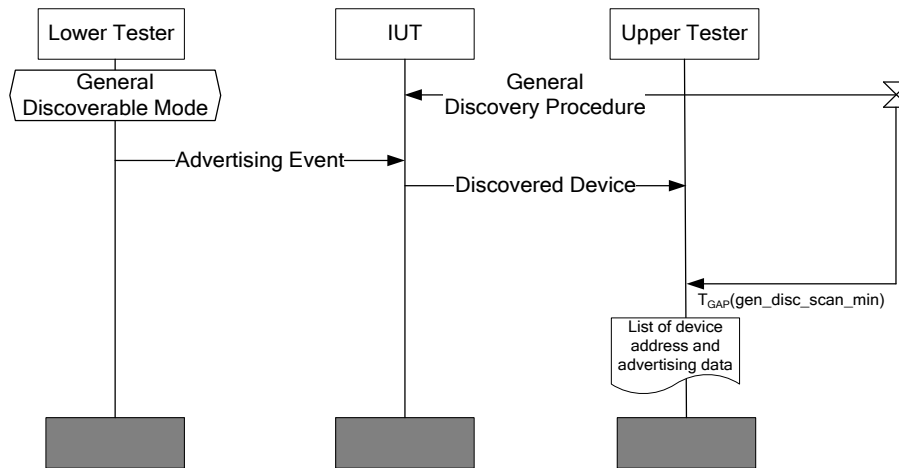 Lower Tester
IUT
Upper Tester
General
Discoverable Mode
General
Discovery Procedure
Advertising Event
Discovered Device
TGAP(gen_disc_scan_min)
List of device
address and
advertising data